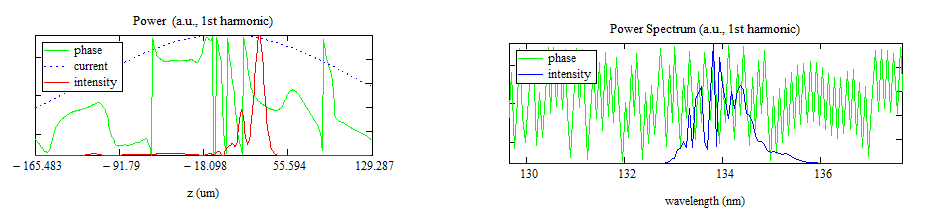 Power (a.u., 1st harmonic)
phase
current
intensity
−165.483 −91.79 −18.098 55.594 129.287
z (um)
Power Spectrum (a.u., 1st harmonic)
phase
intensity
130 132 134 136
wavelength (nm)